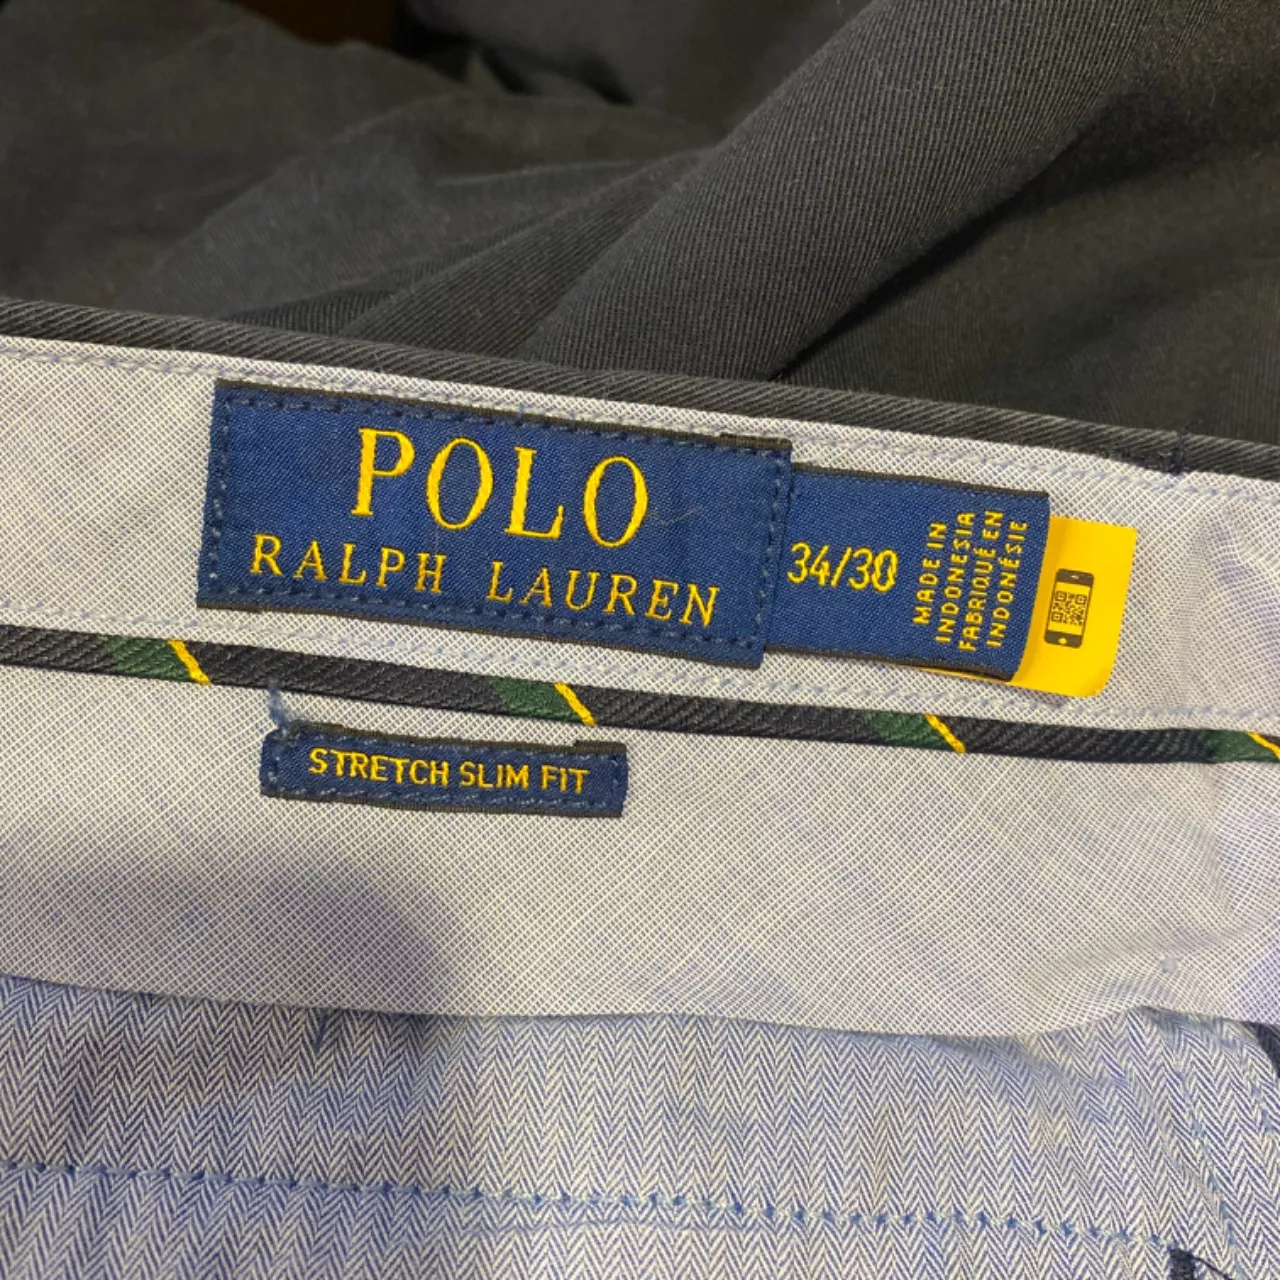 POLO
RALPH LAUREN
34/30
MADE IN
INDONESIA
FABRIQUÉ EN
INDONÉSIE
STRETCH SLIM FIT